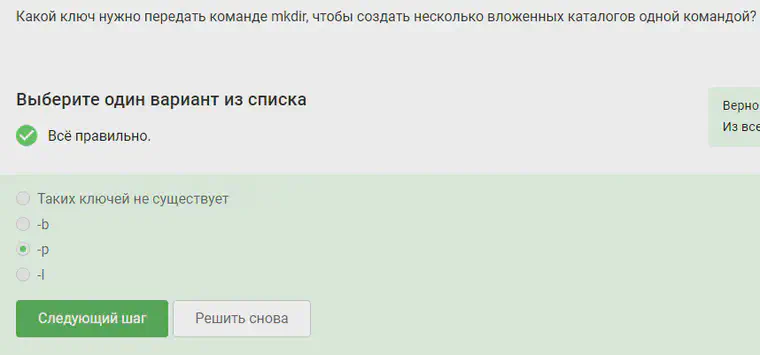 Какой ключ нужно передать команде mkdir, чтобы создать несколько вложенных каталогов одной командой?
Выберите один вариант из списка
Верно
Всё правильно.
Из все
Таких ключей не существует
-b
-p
-l
Следующий шаг
Решить снова